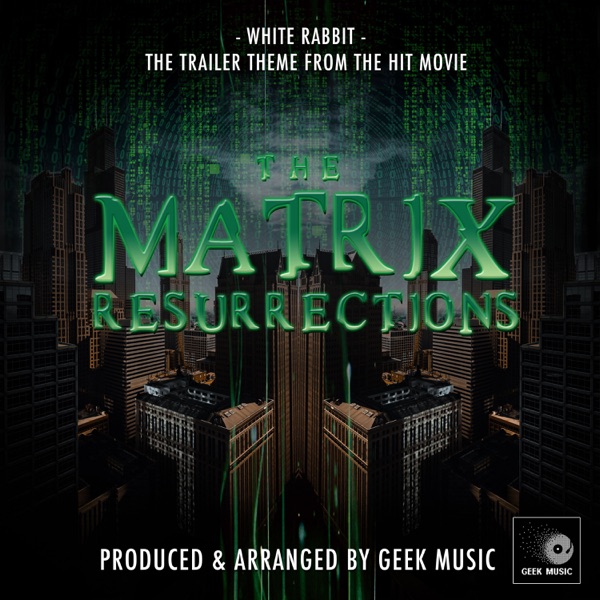 - WHITE RABBIT -
THE TRAILER THEME FROM THE HIT MOVIE
THE
MATRIX
RESURRECTIONS
PRODUCED & ARRANGED BY GEEK MUSIC
GEEK MUSIC